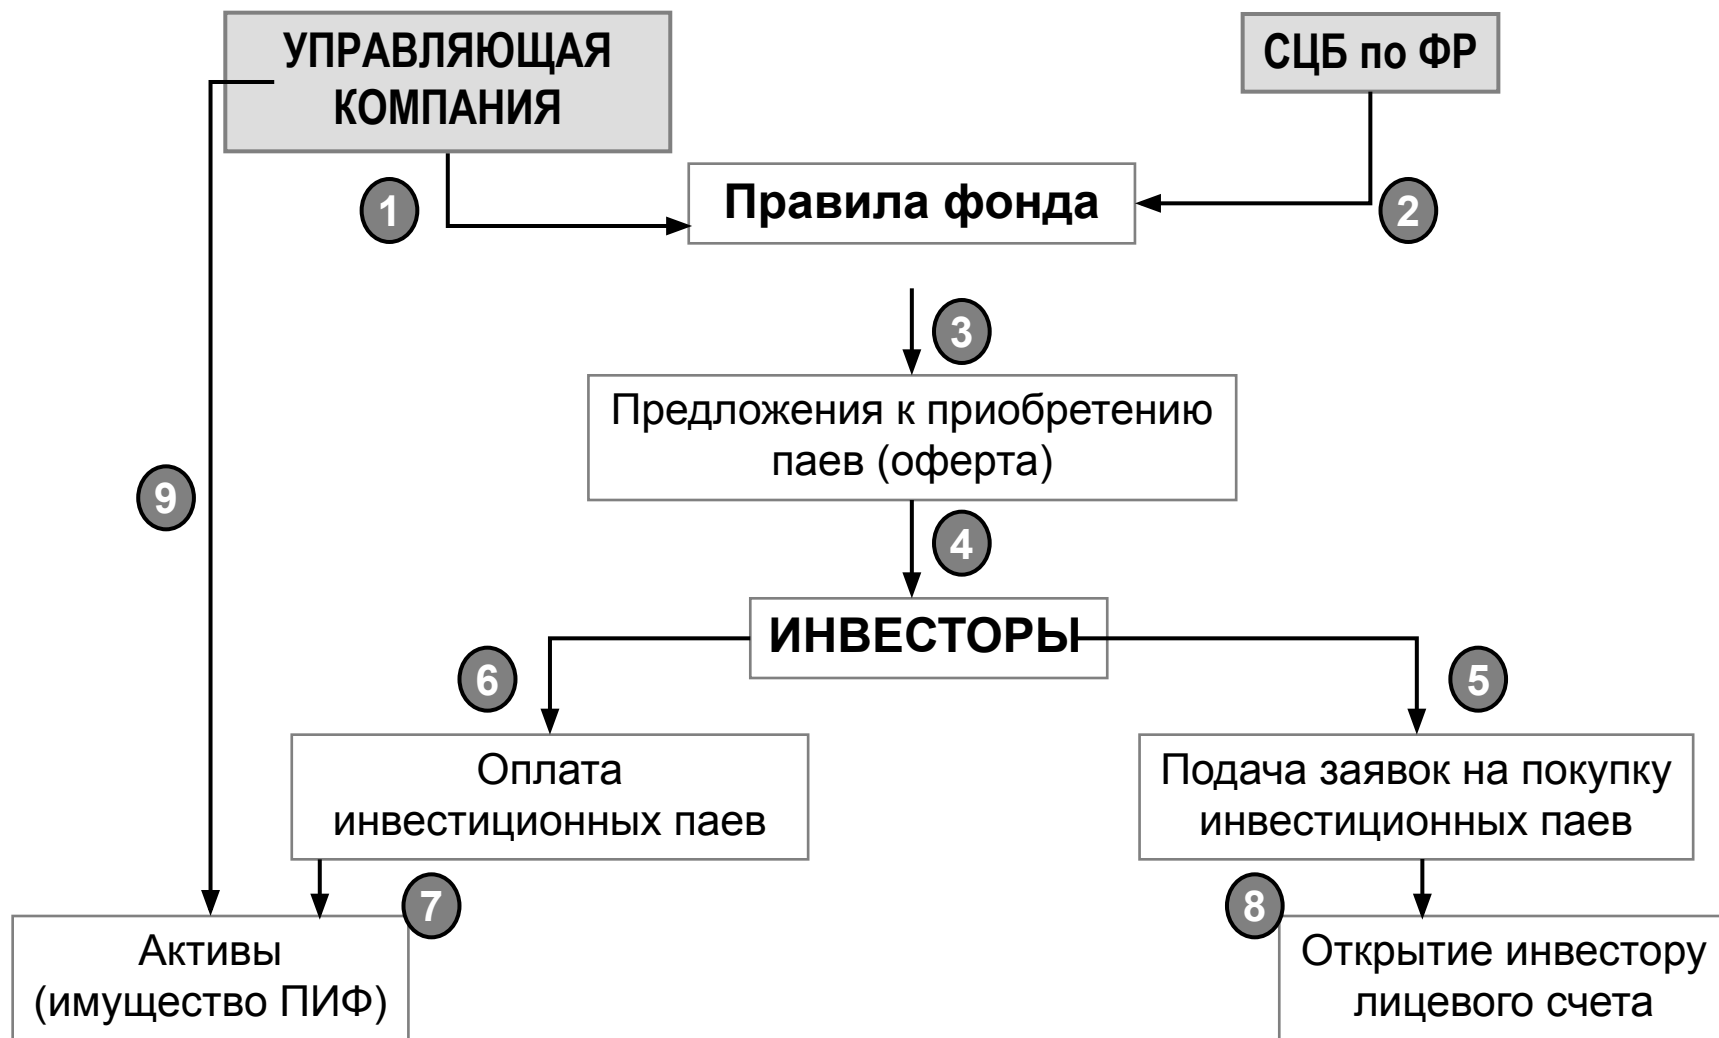 УПРАВЛЯЮЩАЯ
КОМПАНИЯ
СЦБ по ФР
1
Правила фонда
2
3
Предложения к приобретению
паев (оферта)
9
4
ИНВЕСТОРЫ
6
5
Оплата
инвестиционных паев
Подача заявок на покупку
инвестиционных паев
7
8
Активы
(имущество ПИФ)
Открытие инвестору
лицевого счета